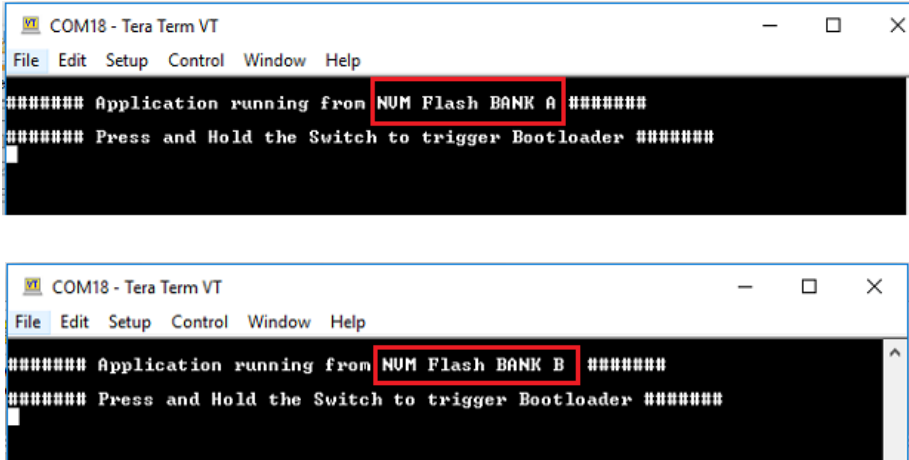 COM18 - Tera Term VT
File Edit Setup Control Window Help
####### Application running from NVM Flash BANK A #######
####### Press and Hold the Switch to trigger Bootloader #######
COM18 - Tera Term VT
File Edit Setup Control Window Help
####### Application running from NVM Flash BANK B #######
####### Press and Hold the Switch to trigger Bootloader #######